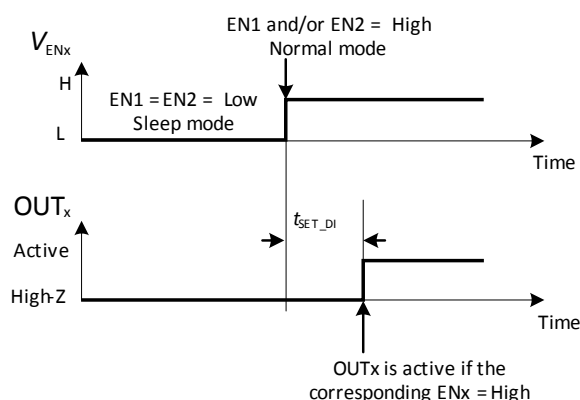 EN1 and/or EN2 = High
Normal mode
VENx
H
EN1 = EN2 = Low
Sleep mode
L
Time
OUTx
tSET_DI
Active
High-Z
Time
OUTx is active if the
corresponding ENx = High